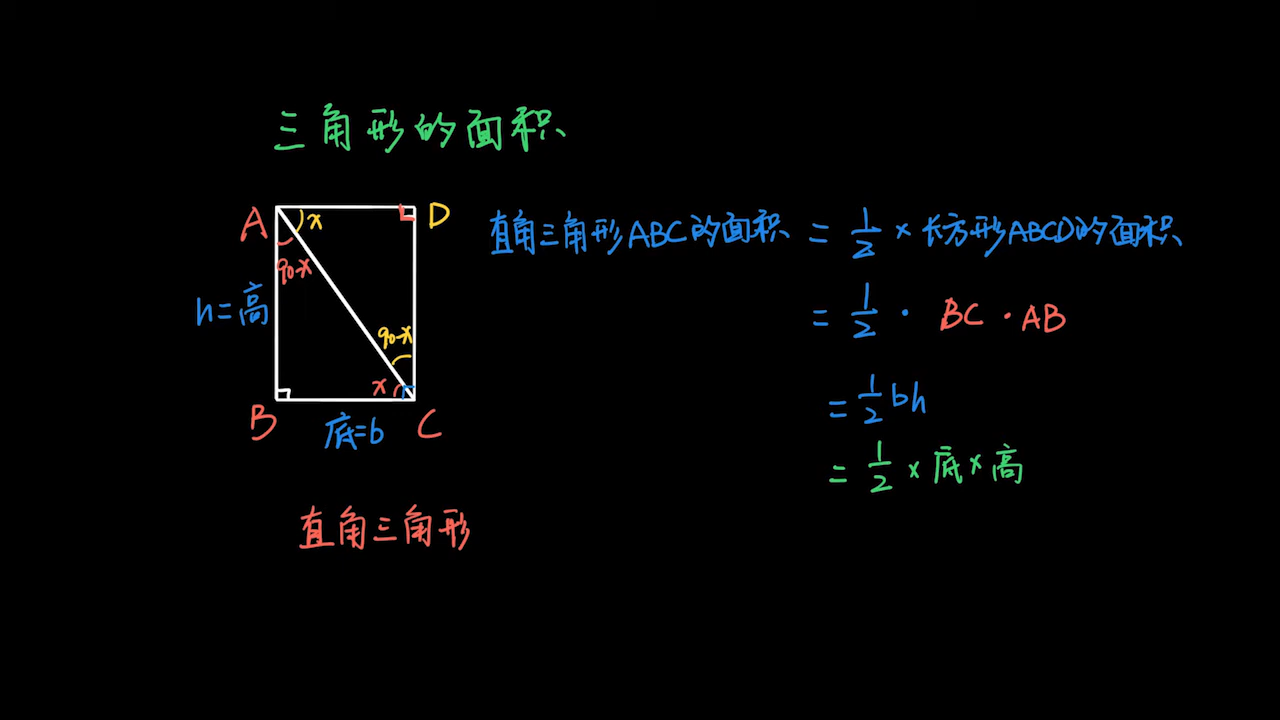 三角形的面积
A x D
90-x
h=高
90-x
x
B 底=b C
直角三角形
直角三角形ABC的面积 = 1/2 × 长方形ABCD的面积
= 1/2 · BC · AB
= 1/2 bh
= 1/2 × 底 × 高